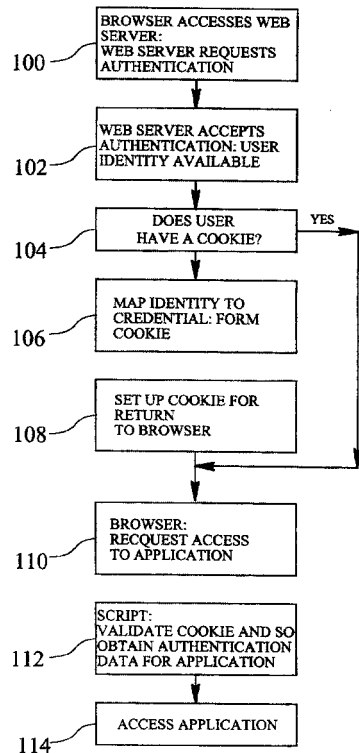 BROWSER ACCESSES WEB
SERVER:
WEB SERVER REQUESTS
AUTHENTICATION
100
WEB SERVER ACCEPTS
AUTHENTICATION: USER
IDENTITY AVAILABLE
102
DOES USER
HAVE A COOKIE?
YES
104
MAP IDENTITY TO
CREDENTIAL: FORM
COOKIE
106
SET UP COOKIE FOR
RETURN
TO BROWSER
108
BROWSER:
RECQUEST ACCESS
TO APPLICATION
110
SCRIPT:
VALIDATE COOKIE AND SO
OBTAIN AUTHENTICATION
DATA FOR APPLICATION
112
ACCESS APPLICATION
114